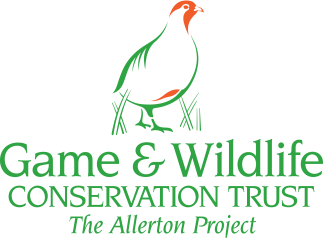 Game & Wildlife
CONSERVATION TRUST
The Allerton Project